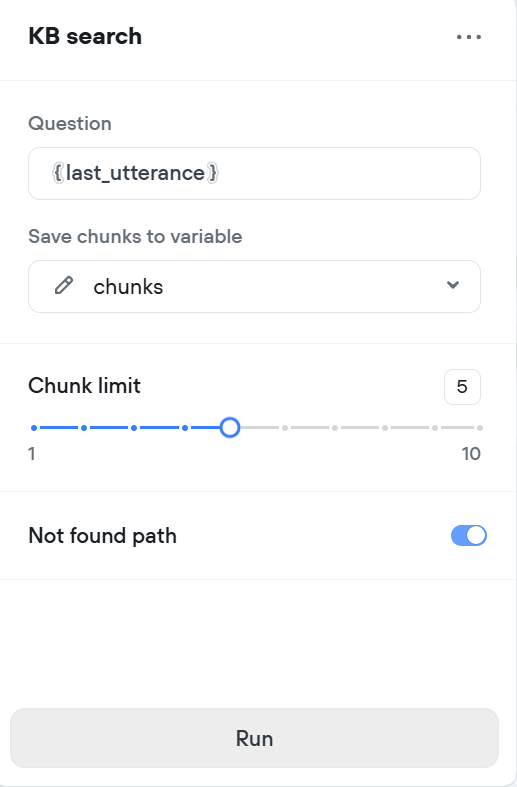 KB search
Question
{last_utterance}
Save chunks to variable
chunks
Chunk limit
5
1
10
Not found path
Run